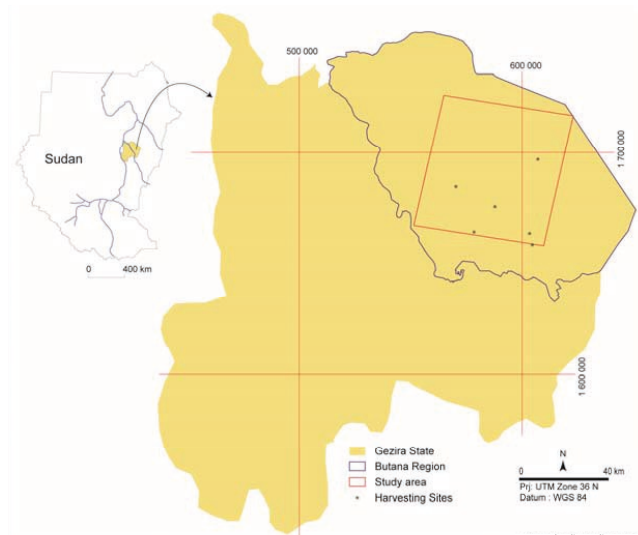 500 000
600 000
1 700 000
Sudan
0 400 km
1 600 000
Gezira State
Butana Region
Study area
Harvesting Sites
N
0 40 km
Prj: UTM Zone 36 N
Datum : WGS 84